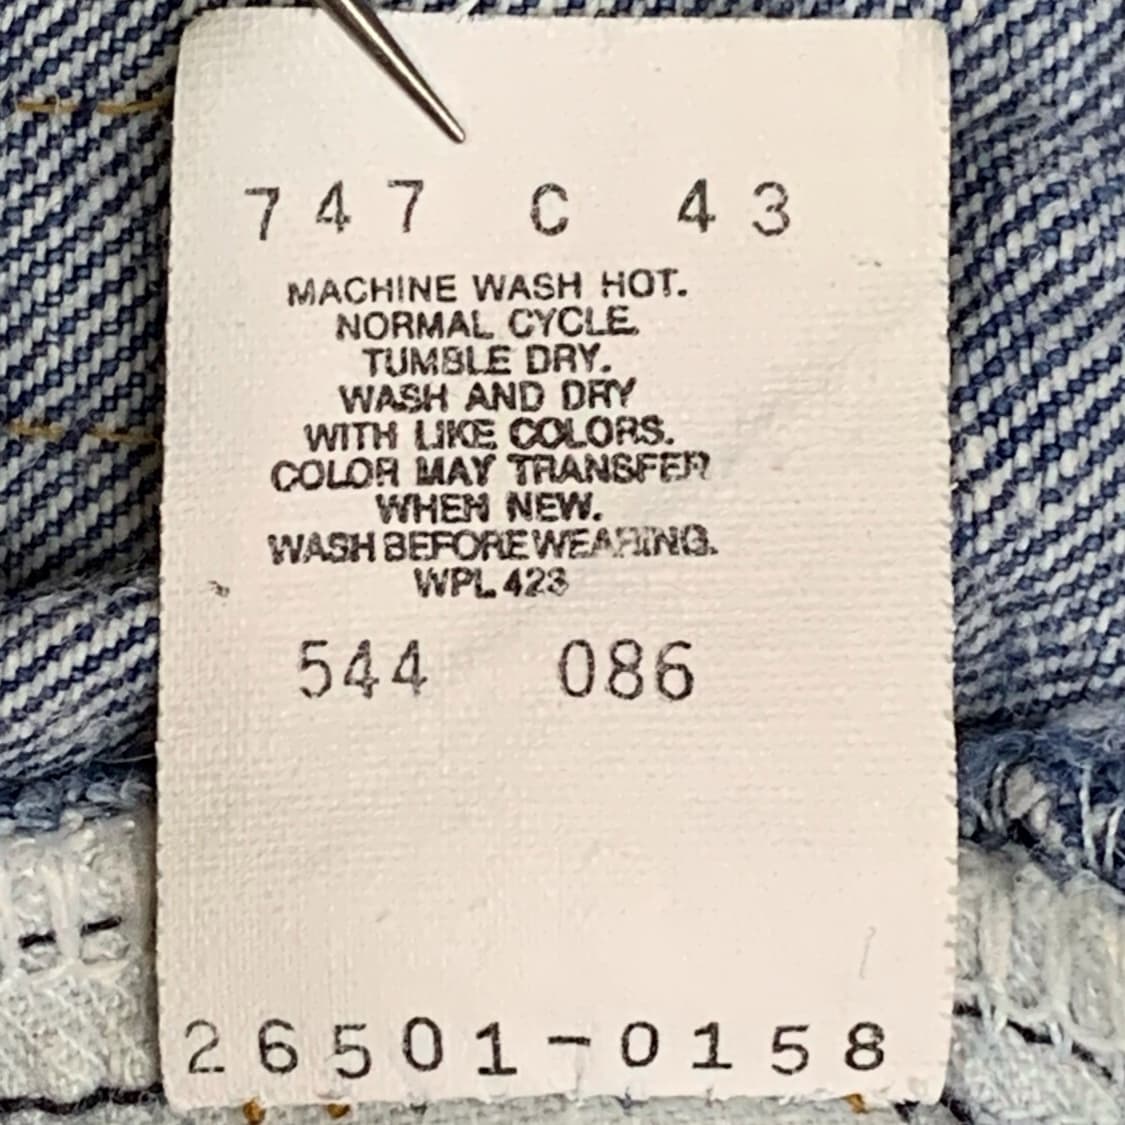 747 C 43
MACHINE WASH HOT.
NORMAL CYCLE.
TUMBLE DRY.
WASH AND DRY
WITH LIKE COLORS.
COLOR MAY TRANSFER
WHEN NEW.
WASH BEFORE WEARING.
WPL 423
544 086
26501-0158